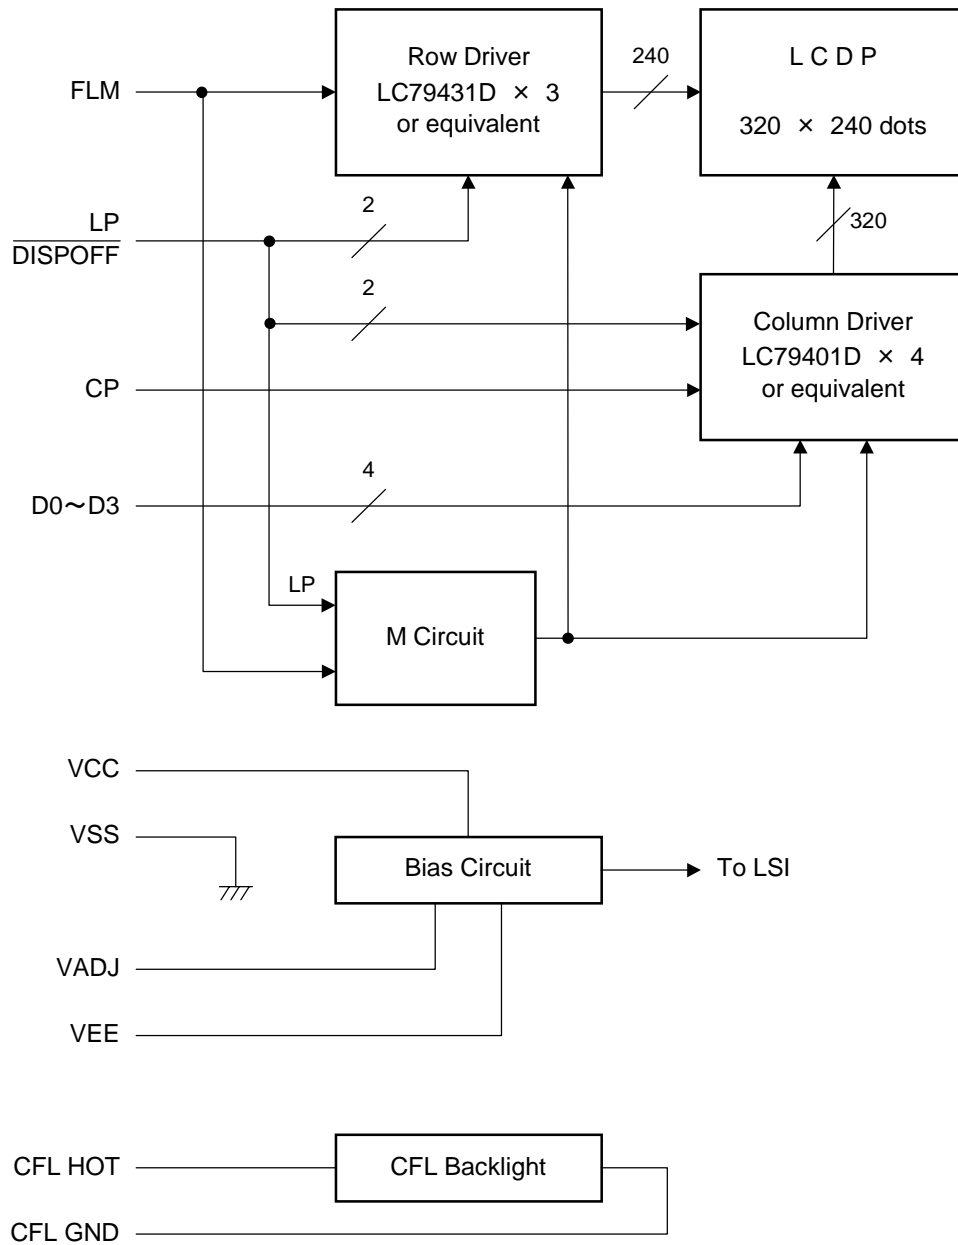 Row Driver
LC79431D × 3
or equivalent
240
L C D P
320 × 240 dots
FLM
LP
DISPOFF
2
320
2
Column Driver
LC79401D × 4
or equivalent
CP
4
D0～D3
LP
M Circuit
VCC
VSS
Bias Circuit
To LSI
VADJ
VEE
CFL HOT
CFL Backlight
CFL GND